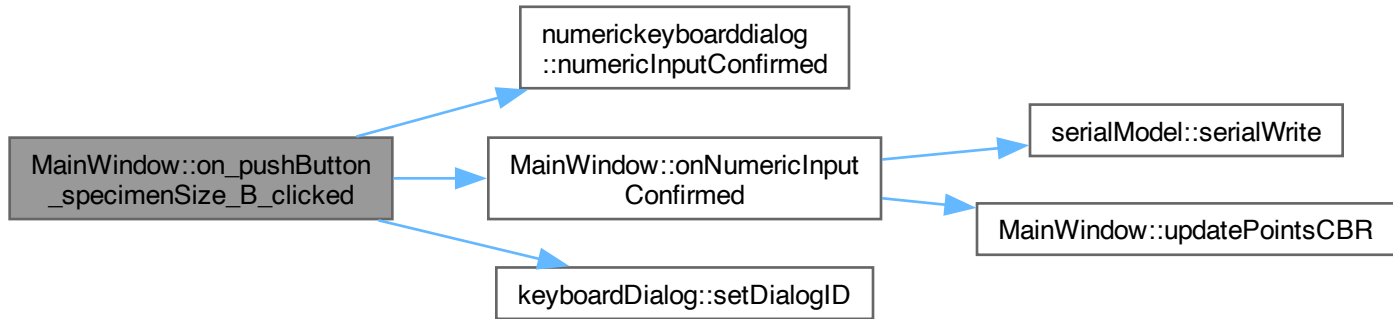 numerickeyboarddialog
::numericInputConfirmed
MainWindow::on_pushButton
_specimenSize_B_clicked
MainWindow::onNumericInput
Confirmed
serialModel::serialWrite
MainWindow::updatePointsCBR
keyboardDialog::setDialogID